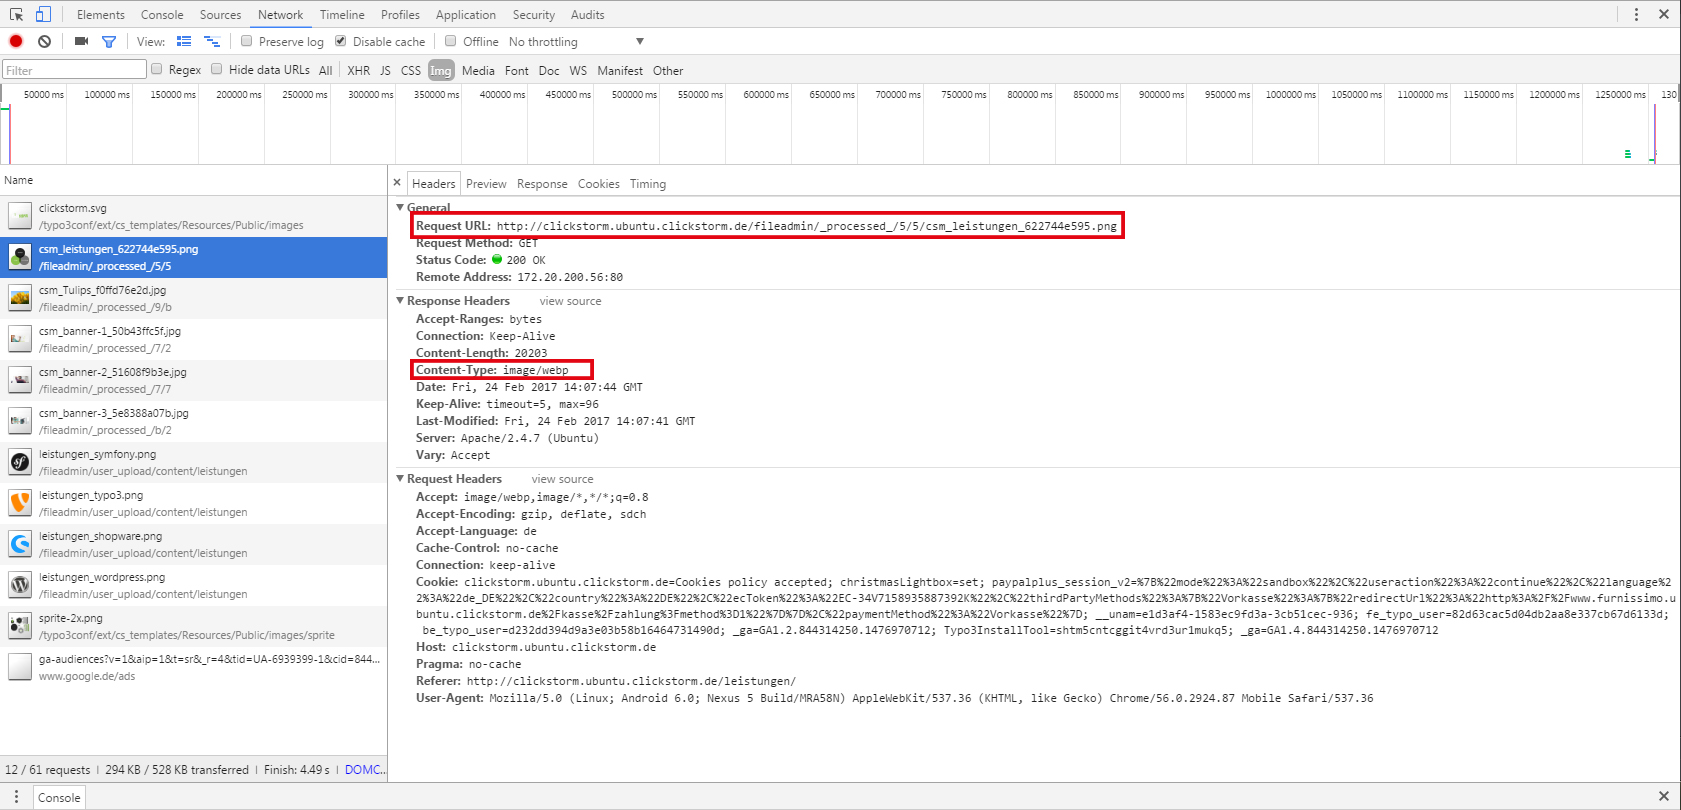 Elements Console Sources Network Timeline Profiles Application Security Audits
View: Preserve log Disable cache Offline No throttling
Filter Regex Hide data URLs All XHR JS CSS Img Media Font Doc WS Manifest Other
50000 ms 100000 ms 150000 ms 200000 ms 250000 ms 300000 ms 350000 ms 400000 ms 450000 ms 500000 ms 550000 ms 600000 ms 650000 ms 700000 ms 750000 ms 800000 ms 850000 ms 900000 ms 950000 ms 1000000 ms 1050000 ms 1100000 ms 1150000 ms 1200000 ms 1250000 ms 130
Name
clickstorm.svg
/typo3conf/ext/cs_templates/Resources/Public/images
csm_leistungen_622744e595.png
/fileadmin/_processed_/5/5
csm_Tulips_f0ffd76e2d.jpg
/fileadmin/_processed_/9/b
csm_banner-1_50b43ffc5f.jpg
/fileadmin/_processed_/7/2
csm_banner-2_51608f9b3e.jpg
/fileadmin/_processed_/7/7
csm_banner-3_5e8388a07b.jpg
/fileadmin/_processed_/b/2
leistungen_symfony.png
/fileadmin/user_upload/content/leistungen
leistungen_typo3.png
/fileadmin/user_upload/content/leistungen
leistungen_shopware.png
/fileadmin/user_upload/content/leistungen
leistungen_wordpress.png
/fileadmin/user_upload/content/leistungen
sprite-2x.png
/typo3conf/ext/cs_templates/Resources/Public/images/sprite
ga-audiences?v=1&aip=1&t=sr&_r=4&tid=UA-6939399-1&cid=844...
www.google.de/ads
12 / 61 requests | 294 KB / 528 KB transferred | Finish: 4.49 s | DOMC...
Headers Preview Response Cookies Timing
General
Request URL: http://clickstorm.ubuntu.clickstorm.de/fileadmin/_processed_/5/5/csm_leistungen_622744e595.png
Request Method: GET
Status Code: 200 OK
Remote Address: 172.20.200.56:80
Response Headers view source
Accept-Ranges: bytes
Connection: Keep-Alive
Content-Length: 20203
Content-Type: image/webp
Date: Fri, 24 Feb 2017 14:07:44 GMT
Keep-Alive: timeout=5, max=96
Last-Modified: Fri, 24 Feb 2017 14:07:41 GMT
Server: Apache/2.4.7 (Ubuntu)
Vary: Accept
Request Headers view source
Accept: image/webp,image/*,*/*;q=0.8
Accept-Encoding: gzip, deflate, sdch
Accept-Language: de
Cache-Control: no-cache
Connection: keep-alive
Cookie: clickstorm.ubuntu.clickstorm.de=Cookies policy accepted; christmasLightbox=set; paypalplus_session_v2=%7B%22mode%22%3A%22sandbox%22%2C%22useraction%22%3A%22continue%22%2C%22language%2
2%3A%22de_DE%22%2C%22country%22%3A%22DE%22%2C%22ecToken%22%3A%22EC-34V7158935887392K%22%2C%22thirdPartyMethods%22%3A%7B%22Vorkasse%22%3A%7B%22redirectUrl%22%3A%22http%3A%2F%2Fwww.furnissimo.u
buntu.clickstorm.de%2Fkasse%2Fzahlung%3Fmethod%3D1%22%7D%7D%2C%22paymentMethod%22%3A%22Vorkasse%22%7D; __unam=e1d3af4-1583ec9fd3a-3cb51cec-936; fe_typo_user=82d63cac5d04db2aa8e337cb67d6133d;
be_typo_user=d232dd394d9a3e03b58b16464731490d; _ga=GA1.2.844314250.1476970712; Typo3InstallTool=shtm5cntcggit4vrd3ur1mukq5; _ga=GA1.4.844314250.1476970712
Host: clickstorm.ubuntu.clickstorm.de
Pragma: no-cache
Referer: http://clickstorm.ubuntu.clickstorm.de/leistungen/
User-Agent: Mozilla/5.0 (Linux; Android 6.0; Nexus 5 Build/MRA58N) AppleWebKit/537.36 (KHTML, like Gecko) Chrome/56.0.2924.87 Mobile Safari/537.36
Console